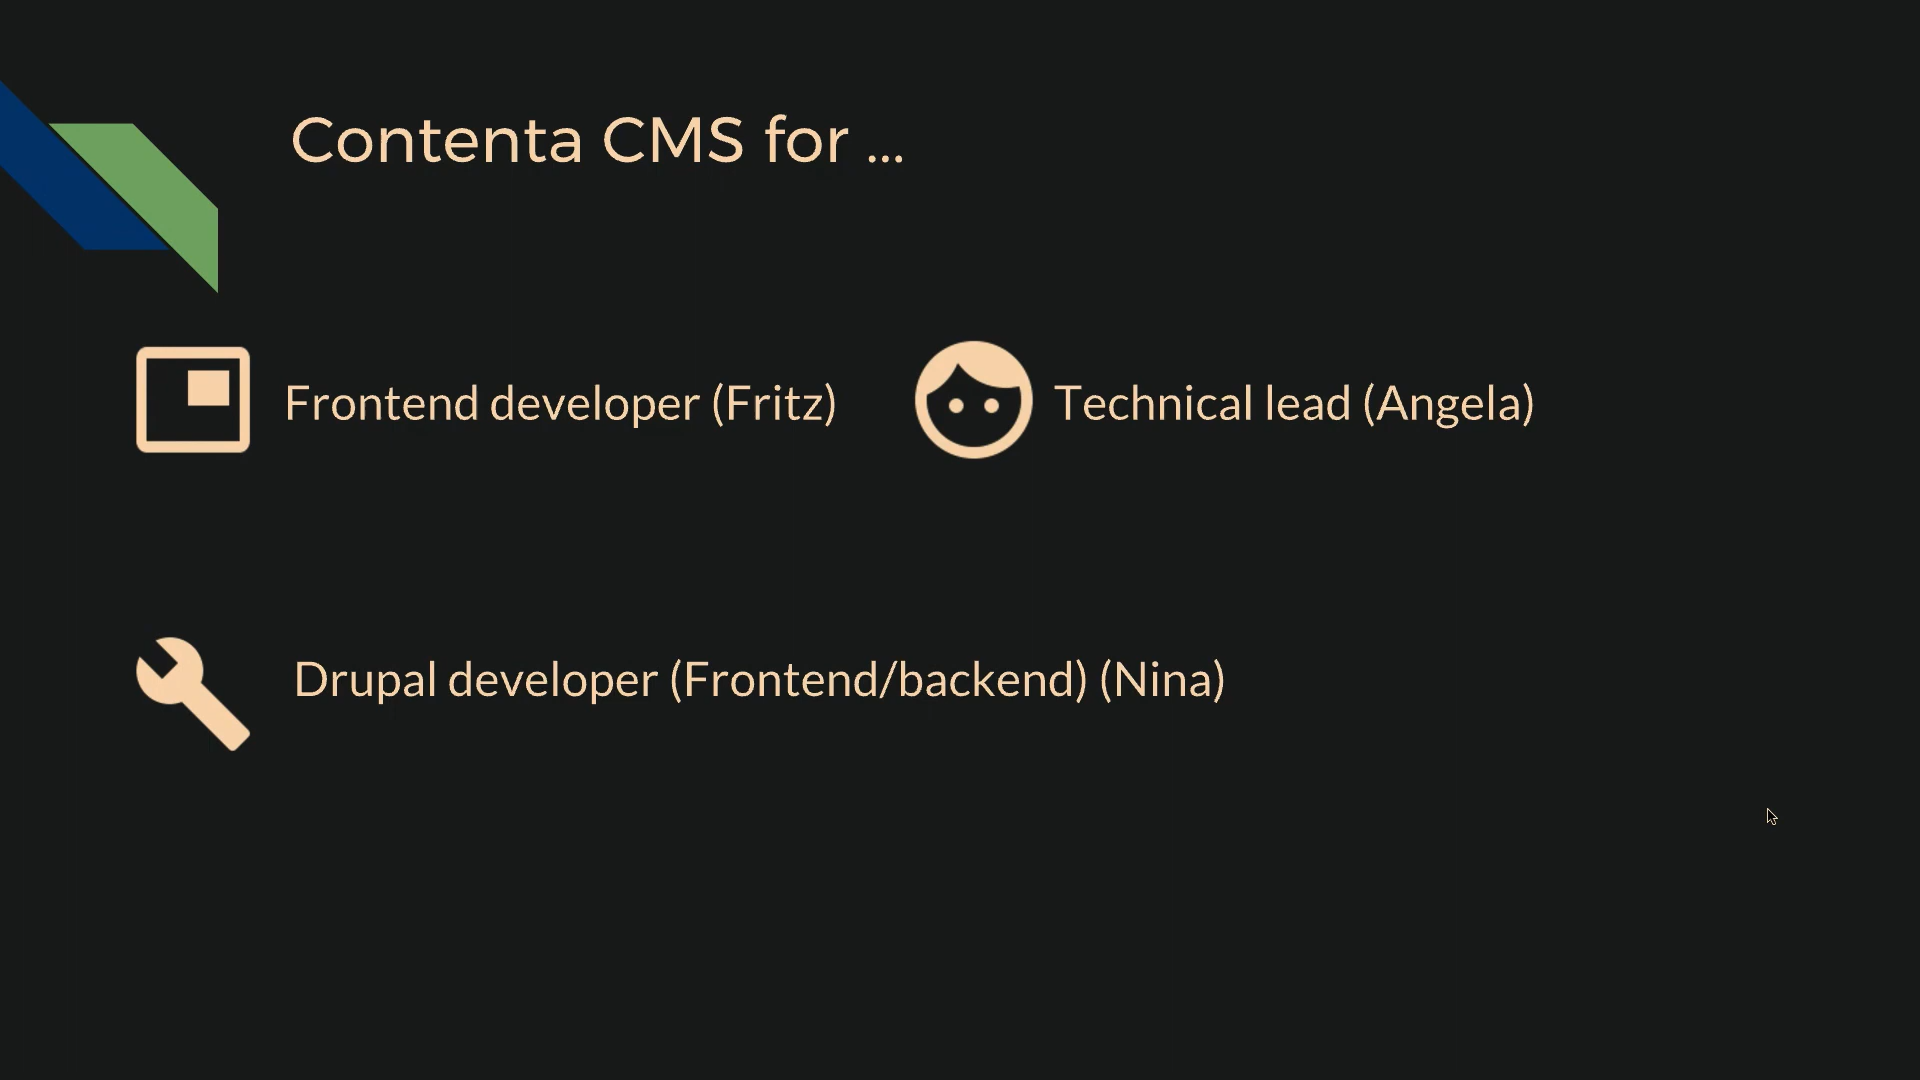 Contenta CMS for ...
Frontend developer (Fritz)
Technical lead (Angela)
Drupal developer (Frontend/backend) (Nina)